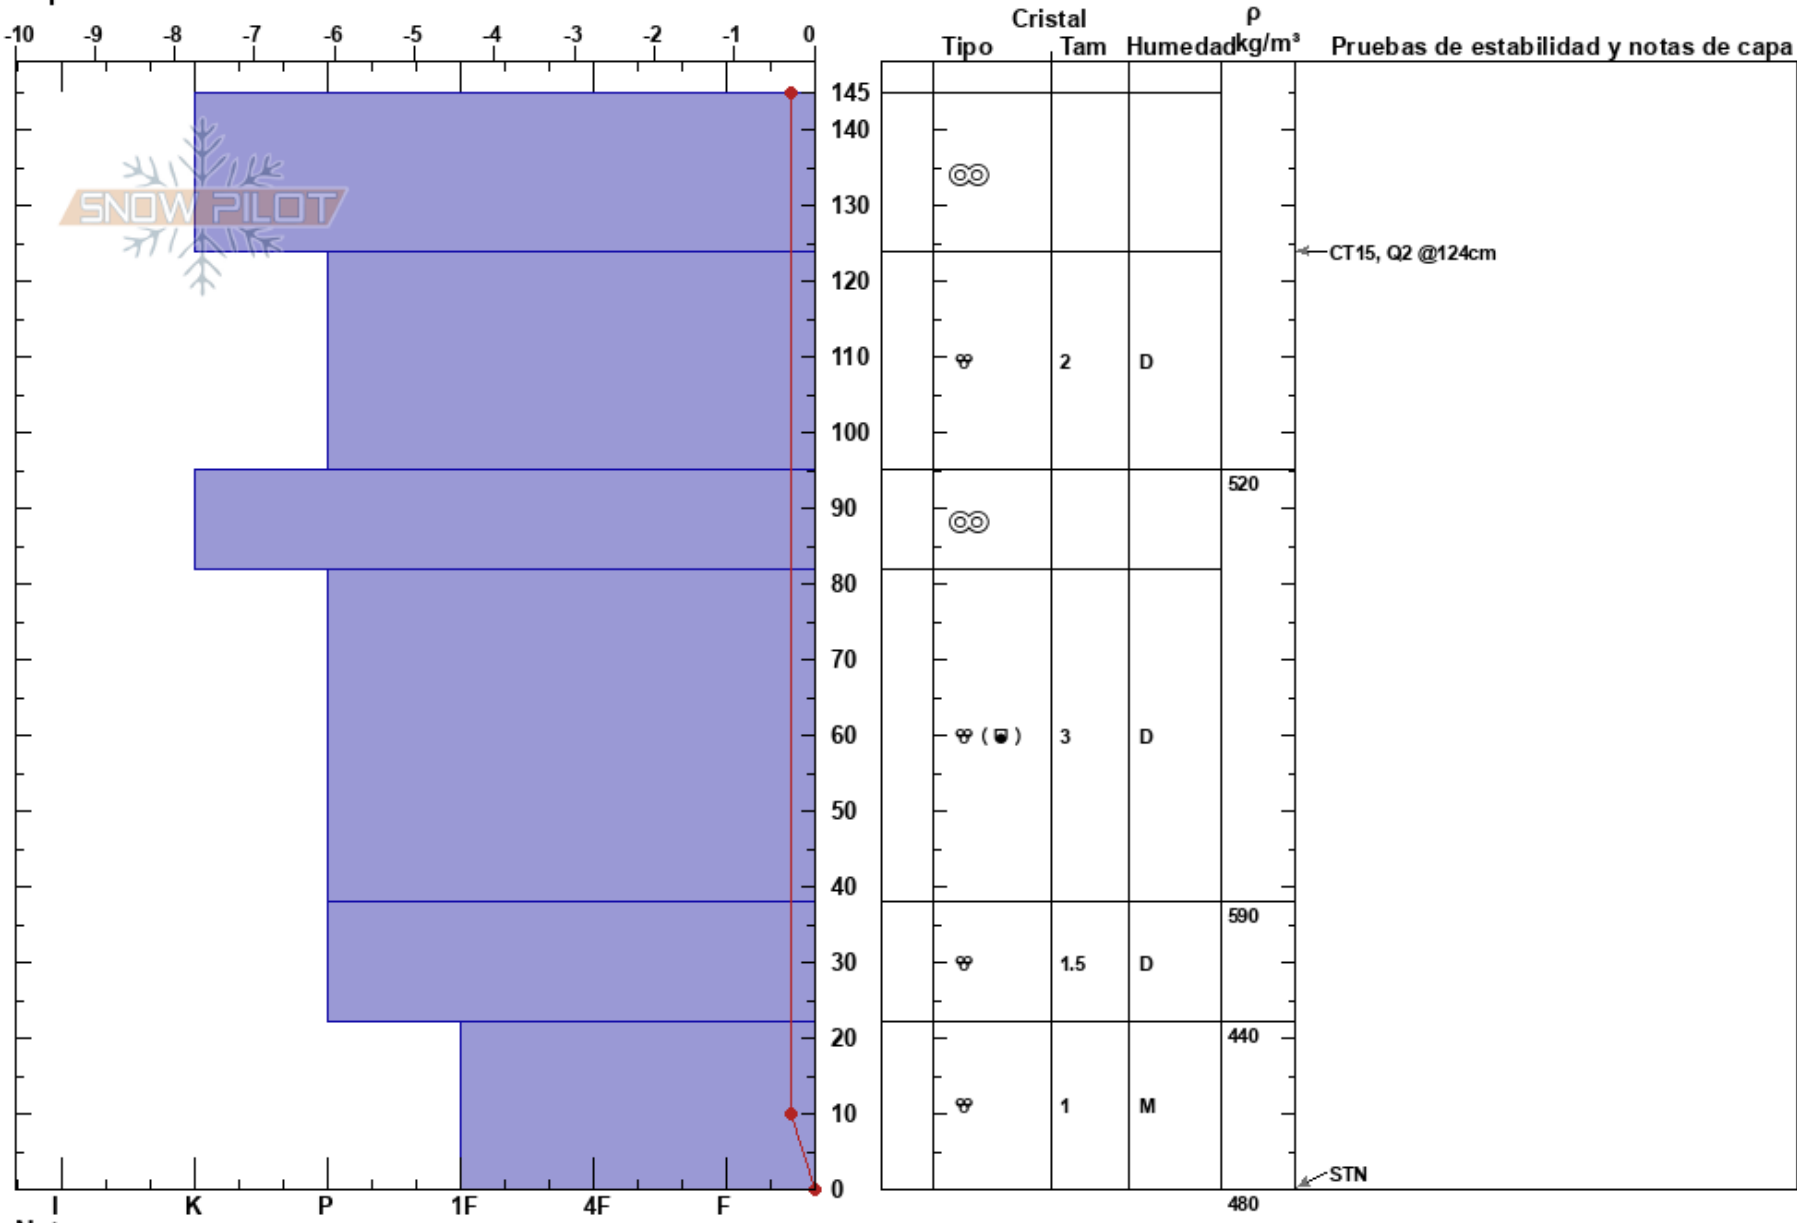 Cristal ρ
-10 -9 -8 -7 -6 -5 -4 -3 -2 -1 0
Tipo Tam Humedad kg/m³ Pruebas de estabilidad y notas de capa
145
140
130
SNOW PILOT
CT15, Q2 @124cm
120
110 2 D
100
520
90
80
70
60 ( ) 3 D
50
40
590
30 1.5 D
20 440
10 1 M
STN
0
I K P 1F 4F F 480